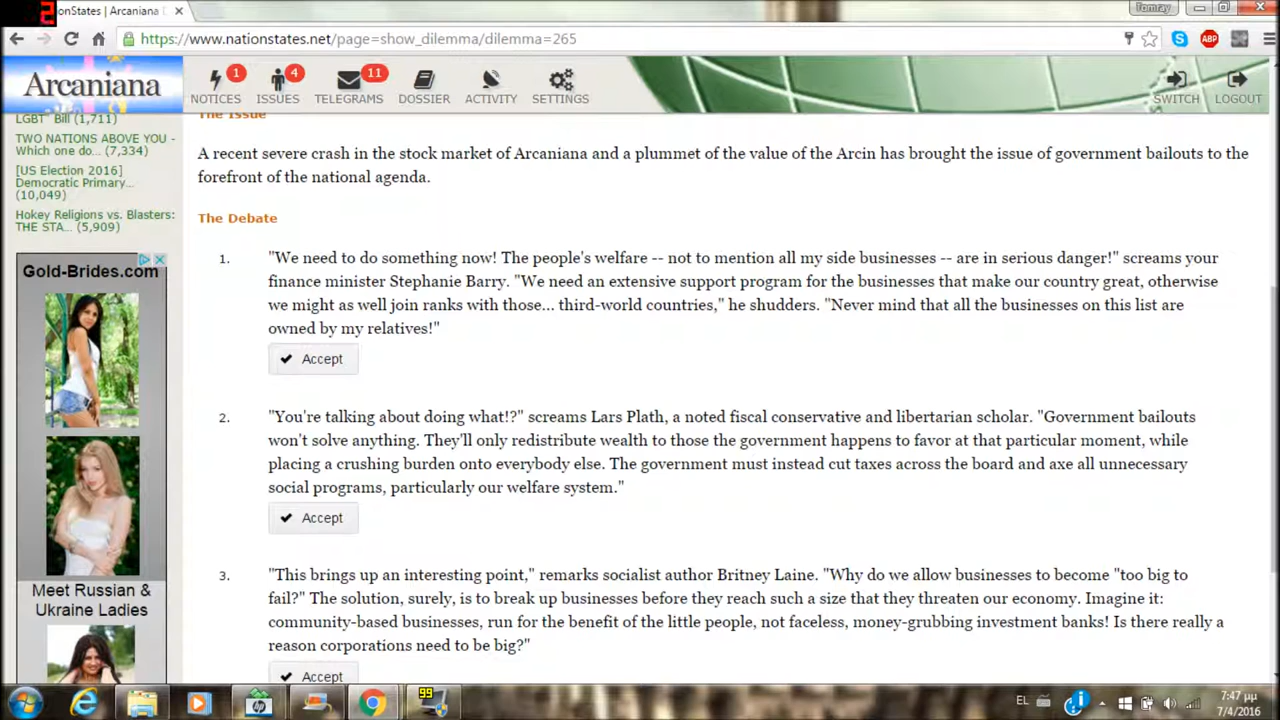 2
onStates | Arcaniana
Tomray
https://www.nationstates.net/page=show_dilemma/dilemma=265
ABP
Arcaniana
1
4
11
NOTICES
ISSUES
TELEGRAMS
DOSSIER
ACTIVITY
SETTINGS
SWITCH
LOGOUT
LGBT" Bill (1,711)
TWO NATIONS ABOVE YOU -
Which one do... (7,334)
[US Election 2016]
Democratic Primary...
(10,049)
Hokey Religions vs. Blasters:
THE STA... (5,909)
Gold-Brides.com
Meet Russian &
Ukraine Ladies
The Issue
A recent severe crash in the stock market of Arcaniana and a plummet of the value of the Arcin has brought the issue of government bailouts to the
forefront of the national agenda.
The Debate
1.
"We need to do something now! The people's welfare -- not to mention all my side businesses -- are in serious danger!" screams your
finance minister Stephanie Barry. "We need an extensive support program for the businesses that make our country great, otherwise
we might as well join ranks with those... third-world countries," he shudders. "Never mind that all the businesses on this list are
owned by my relatives!"
Accept
2.
"You're talking about doing what!?" screams Lars Plath, a noted fiscal conservative and libertarian scholar. "Government bailouts
won't solve anything. They'll only redistribute wealth to those the government happens to favor at that particular moment, while
placing a crushing burden onto everybody else. The government must instead cut taxes across the board and axe all unnecessary
social programs, particularly our welfare system."
Accept
3.
"This brings up an interesting point," remarks socialist author Britney Laine. "Why do we allow businesses to become "too big to
fail?" The solution, surely, is to break up businesses before they reach such a size that they threaten our economy. Imagine it:
community-based businesses, run for the benefit of the little people, not faceless, money-grubbing investment banks! Is there really a
reason corporations need to be big?"
Accept
99
EL
7:47 μμ
7/4/2016